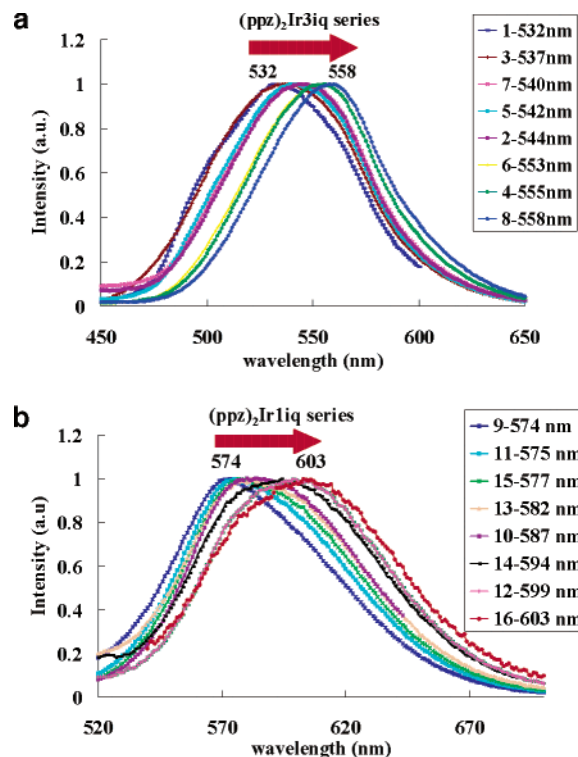 a
(ppz)₂Ir3iq series
532
558
1.2
1
0.8
0.6
0.4
0.2
0
Intensity (a.u.)
450
500
550
600
650
wavelength (nm)
1-532nm
3-537nm
7-540nm
5-542nm
2-544nm
6-553nm
4-555nm
8-558nm
b
(ppz)₂Ir1iq series
574
603
1.2
1
0.8
0.6
0.4
0.2
0
Intensity (a.u)
520
570
620
670
wavelength (nm)
9-574 nm
11-575 nm
15-577 nm
13-582 nm
10-587 nm
14-594 nm
12-599 nm
16-603 nm